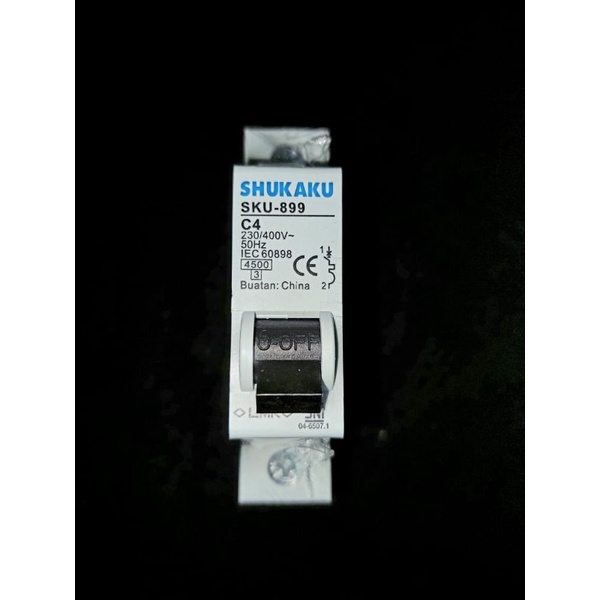 SHUKAKU
SKU-899
C4
230/400V~
50Hz
IEC 60898
4500
3
CE
1
2
Buatan: China
O-OFF
LMK
SNI
04-6507.1